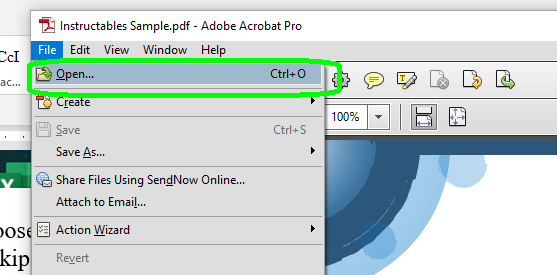 Instructables Sample.pdf - Adobe Acrobat Pro
File Edit View Window Help
CcI
ac...
Open... Ctrl+O
Create
100%
Save Ctrl+S
Save As...
Share Files Using SendNow Online...
Attach to Email...
Action Wizard
Revert
X
oose
kip